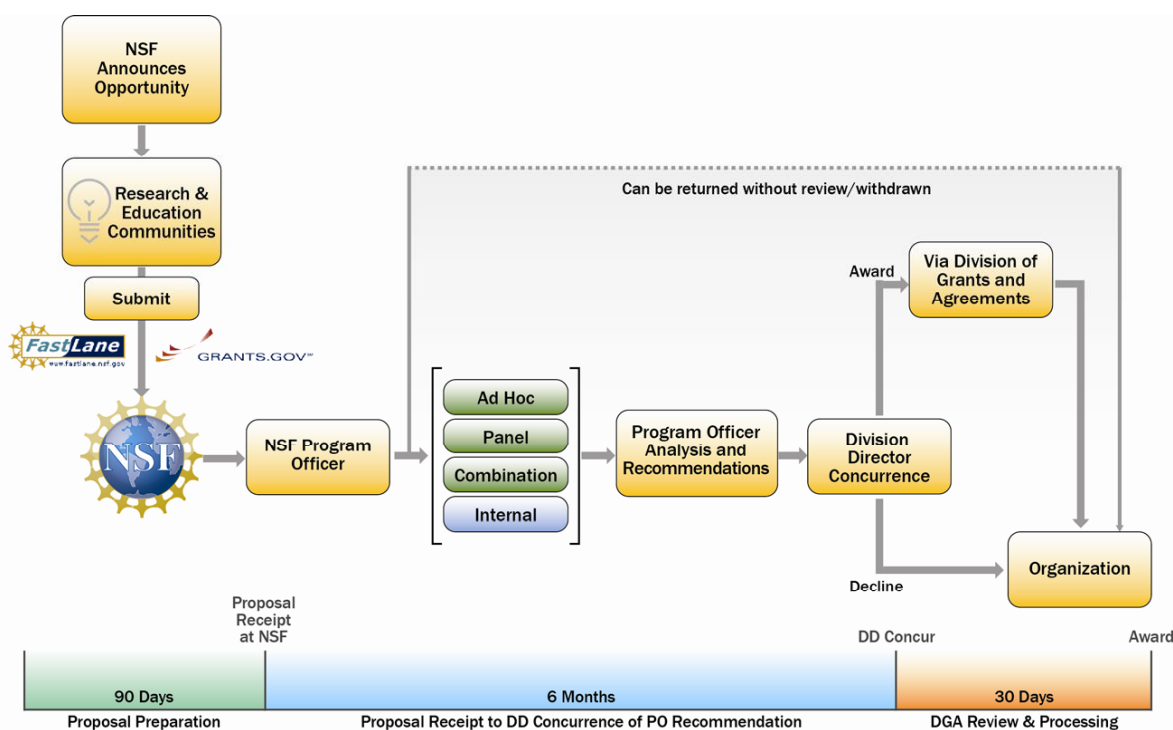 NSF
Announces
Opportunity
Research &
Education
Communities
Submit
FastLane
www.fastlane.nsf.gov
GRANTS.GOV℠
NSF
NSF Program
Officer
Can be returned without review/withdrawn
Ad Hoc
Panel
Combination
Internal
Program Officer
Analysis and
Recommendations
Division
Director
Concurrence
Award
Via Division of
Grants and
Agreements
Decline
Organization
Proposal
Receipt
at NSF
DD Concur
Award
90 Days
6 Months
30 Days
Proposal Preparation
Proposal Receipt to DD Concurrence of PO Recommendation
DGA Review & Processing